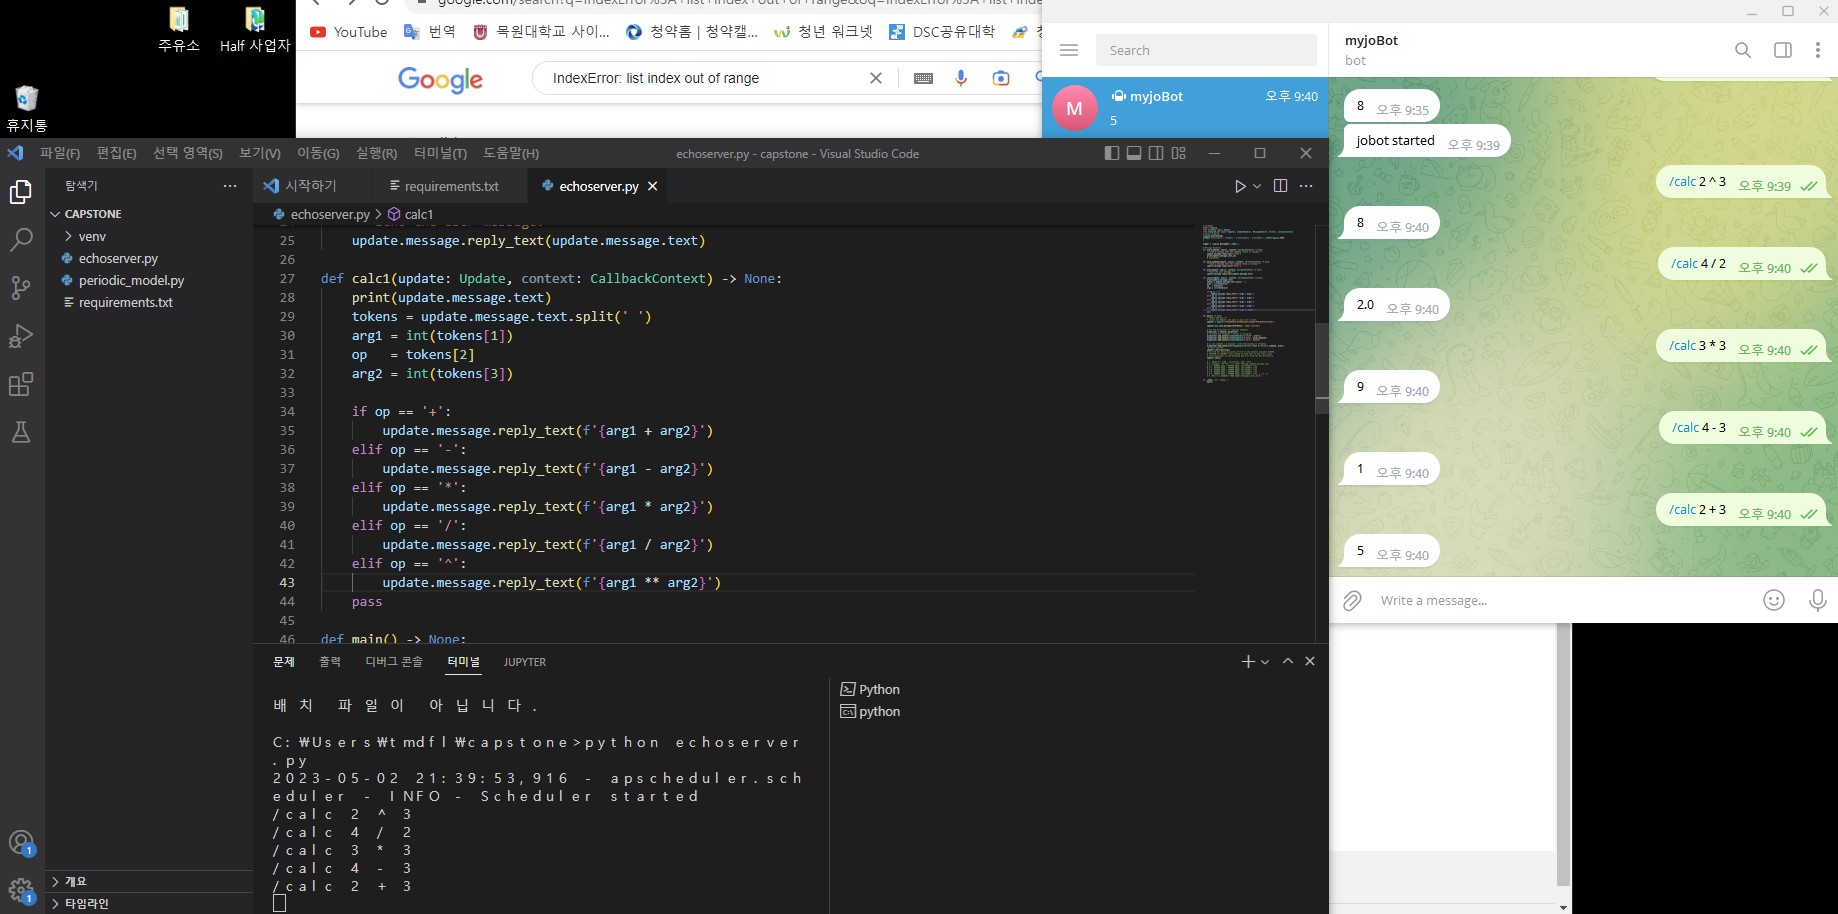 주유소
Half 사업자
휴지통
YouTube
번역
목원대학교 사이...
청약홈 | 청약캘...
청년 워크넷
DSC공유대학
Google
IndexError: list index out of range
Search
myjoBot
오후 9:40
5
M
myjoBot
bot
8 오후 9:35
jobot started 오후 9:39
/calc 2 ^ 3 오후 9:39
8 오후 9:40
/calc 4 / 2 오후 9:40
2.0 오후 9:40
/calc 3 * 3 오후 9:40
9 오후 9:40
/calc 4 - 3 오후 9:40
1 오후 9:40
/calc 2 + 3 오후 9:40
5 오후 9:40
Write a message...
파일(F) 편집(E) 선택 영역(S) 보기(V) 이동(G) 실행(R) 터미널(T) 도움말(H)
echoserver.py - capstone - Visual Studio Code
탐색기
CAPSTONE
venv
echoserver.py
periodic_model.py
requirements.txt
개요
타임라인
1
1
시작하기
requirements.txt
echoserver.py
echoserver.py > calc1
25 update.message.reply_text(update.message.text)
26
27 def calc1(update: Update, context: CallbackContext) -> None:
28 print(update.message.text)
29 tokens = update.message.text.split(' ')
30 arg1 = int(tokens[1])
31 op   = tokens[2]
32 arg2 = int(tokens[3])
33
34 if op == '+':
35 update.message.reply_text(f'{arg1 + arg2}')
36 elif op == '-':
37 update.message.reply_text(f'{arg1 - arg2}')
38 elif op == '*':
39 update.message.reply_text(f'{arg1 * arg2}')
40 elif op == '/':
41 update.message.reply_text(f'{arg1 / arg2}')
42 elif op == '^':
43 update.message.reply_text(f'{arg1 ** arg2}')
44 pass
45
46 def main() -> None:
문제 출력 디버그 콘솔 터미널 JUPYTER
배치 파일이 아닙니다.
C:₩Users₩tmdfl₩capstone>python echoserver
.py
2023-05-02 21:39:53,916 - apscheduler.sch
eduler - INFO - Scheduler started
/calc 2 ^ 3
/calc 4 / 2
/calc 3 * 3
/calc 4 - 3
/calc 2 + 3
Python
python